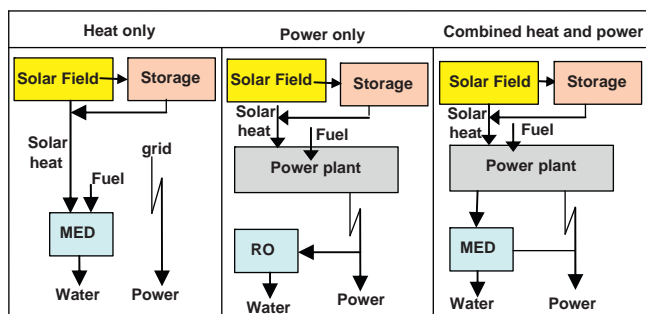 Heat only
Solar Field
Storage
Solar
heat
grid
Fuel
MED
Water
Power
Power only
Solar Field
Storage
Solar
heat
Fuel
Power plant
RO
Water
Power
Combined heat and power
Solar Field
Storage
Solar
heat
Fuel
Power plant
MED
Water
Power